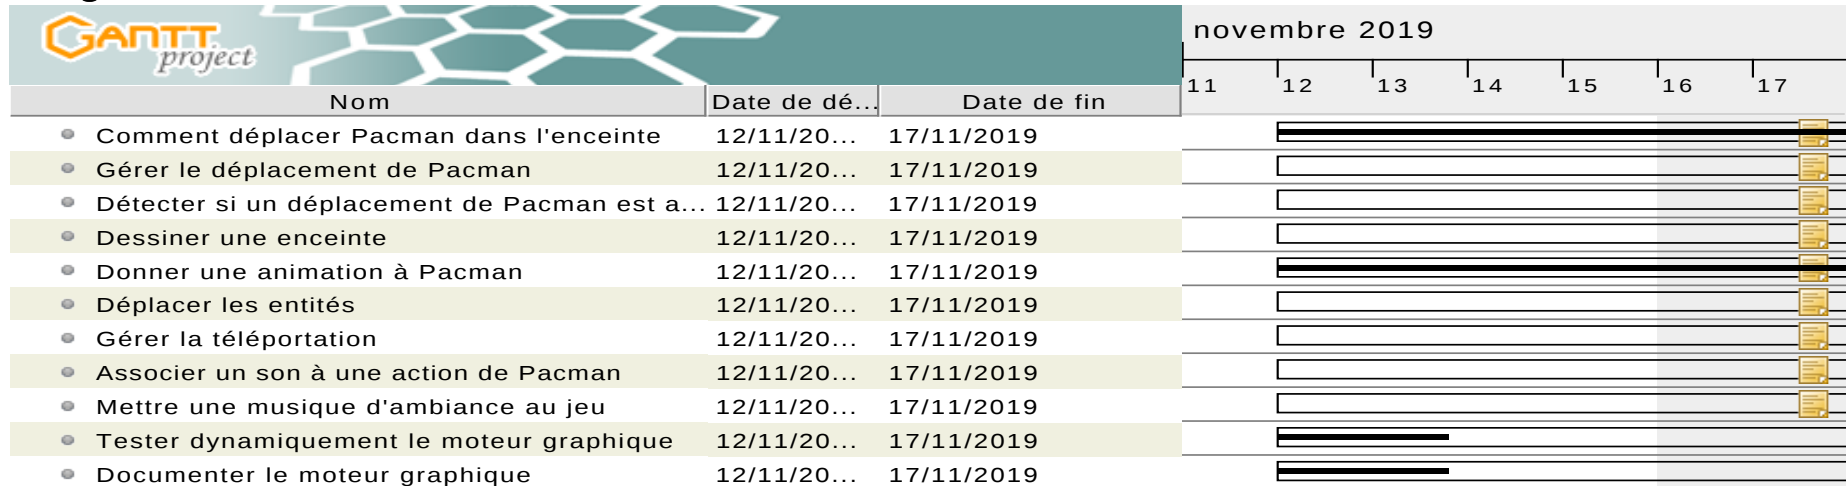 GANTT
project
novembre 2019
11 12 13 14 15 16 17
Nom Date de dé... Date de fin
Comment déplacer Pacman dans l'enceinte 12/11/20... 17/11/2019
Gérer le déplacement de Pacman 12/11/20... 17/11/2019
Détecter si un déplacement de Pacman est a... 12/11/20... 17/11/2019
Dessiner une enceinte 12/11/20... 17/11/2019
Donner une animation à Pacman 12/11/20... 17/11/2019
Déplacer les entités 12/11/20... 17/11/2019
Gérer la téléportation 12/11/20... 17/11/2019
Associer un son à une action de Pacman 12/11/20... 17/11/2019
Mettre une musique d'ambiance au jeu 12/11/20... 17/11/2019
Tester dynamiquement le moteur graphique 12/11/20... 17/11/2019
Documenter le moteur graphique 12/11/20... 17/11/2019